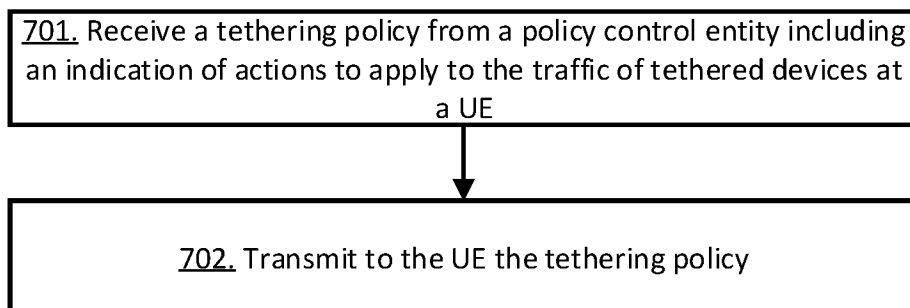 701. Receive a tethering policy from a policy control entity including
an indication of actions to apply to the traffic of tethered devices at
a UE
702. Transmit to the UE the tethering policy